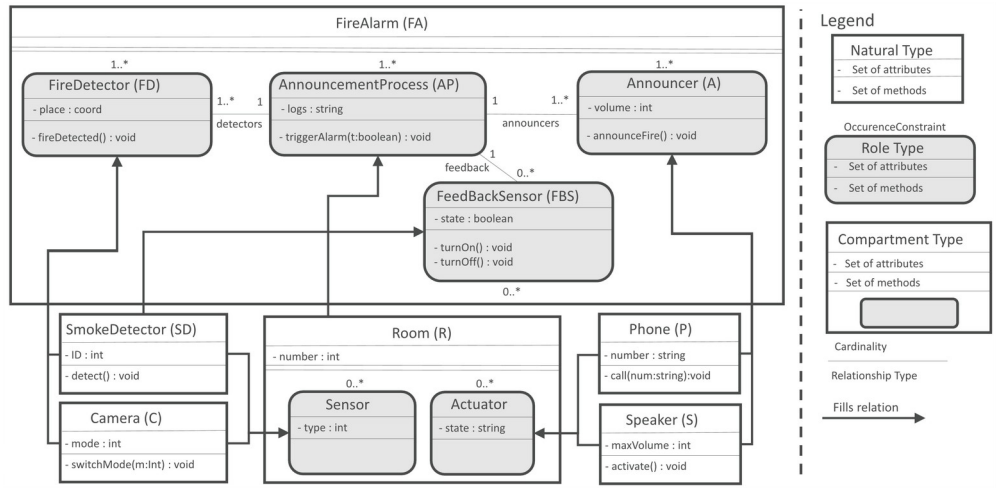 FireAlarm (FA)
1..*
1..*
1..*
FireDetector (FD)
- place : coord
- fireDetected() : void
1..*
1
detectors
AnnouncementProcess (AP)
- logs : string
- triggerAlarm(t:boolean) : void
1
1..*
announcers
Announcer (A)
- volume : int
- announceFire() : void
1
feedback
0..*
FeedBackSensor (FBS)
- state : boolean
- turnOn() : void
- turnOff() : void
0..*
SmokeDetector (SD)
- ID : int
- detect() : void
Camera (C)
- mode : int
- switchMode(m:Int) : void
Room (R)
- number : int
0..*
Sensor
- type : int
0..*
Actuator
- state : string
Phone (P)
- number : string
- call(num:string):void
Speaker (S)
- maxVolume : int
- activate() : void
Legend
Natural Type
- Set of attributes
- Set of methods
OccurenceConstraint
Role Type
- Set of attributes
- Set of methods
Compartment Type
- Set of attributes
- Set of methods
Cardinality
Relationship Type
Fills relation